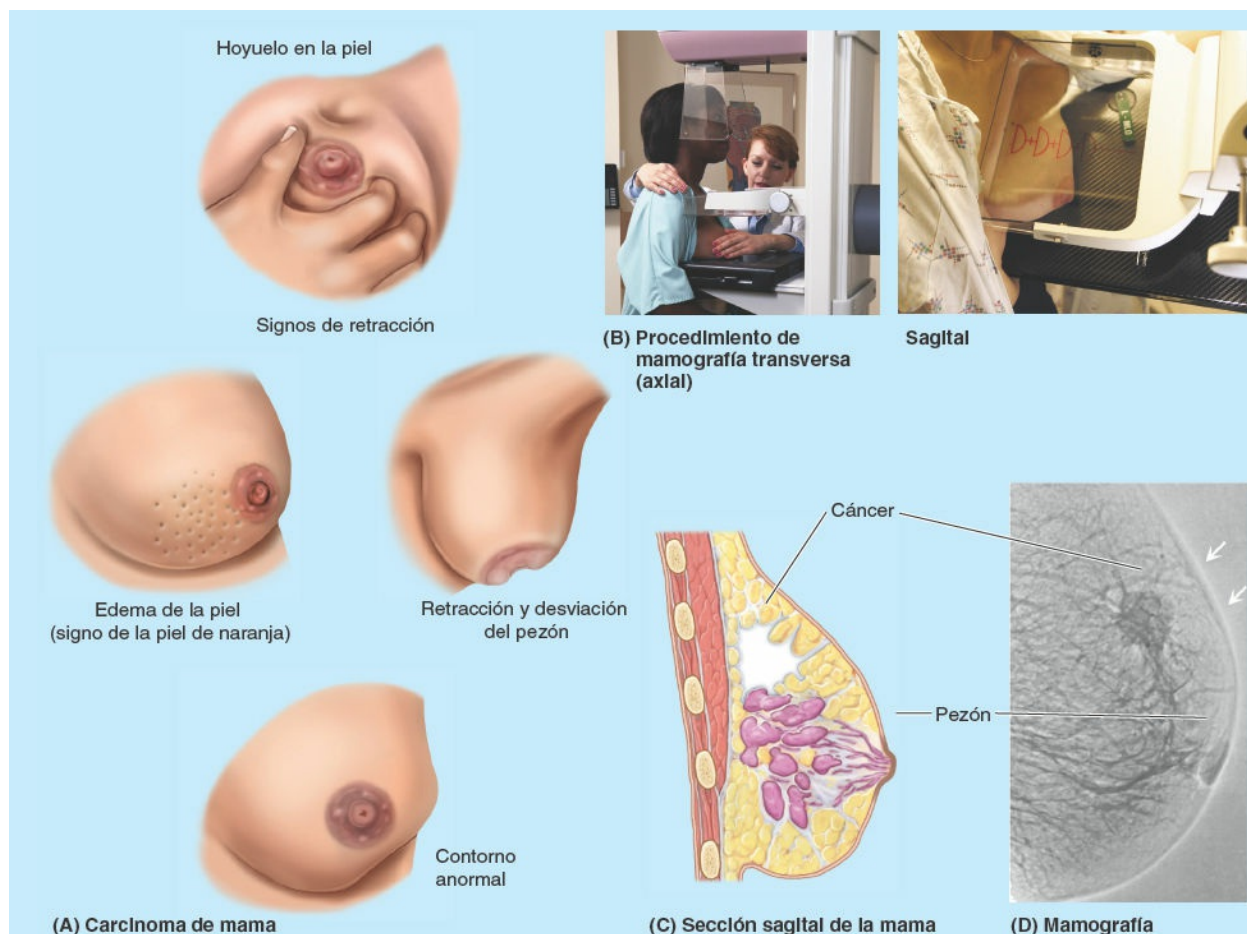 Hoyuelo en la piel
Signos de retracción
(B) Procedimiento de
mamografía transversa
(axial)
Sagital
D+D+D
Edema de la piel
(signo de la piel de naranja)
Retracción y desviación
del pezón
Cáncer
Pezón
Contorno
anormal
(A) Carcinoma de mama
(C) Sección sagital de la mama
(D) Mamografía